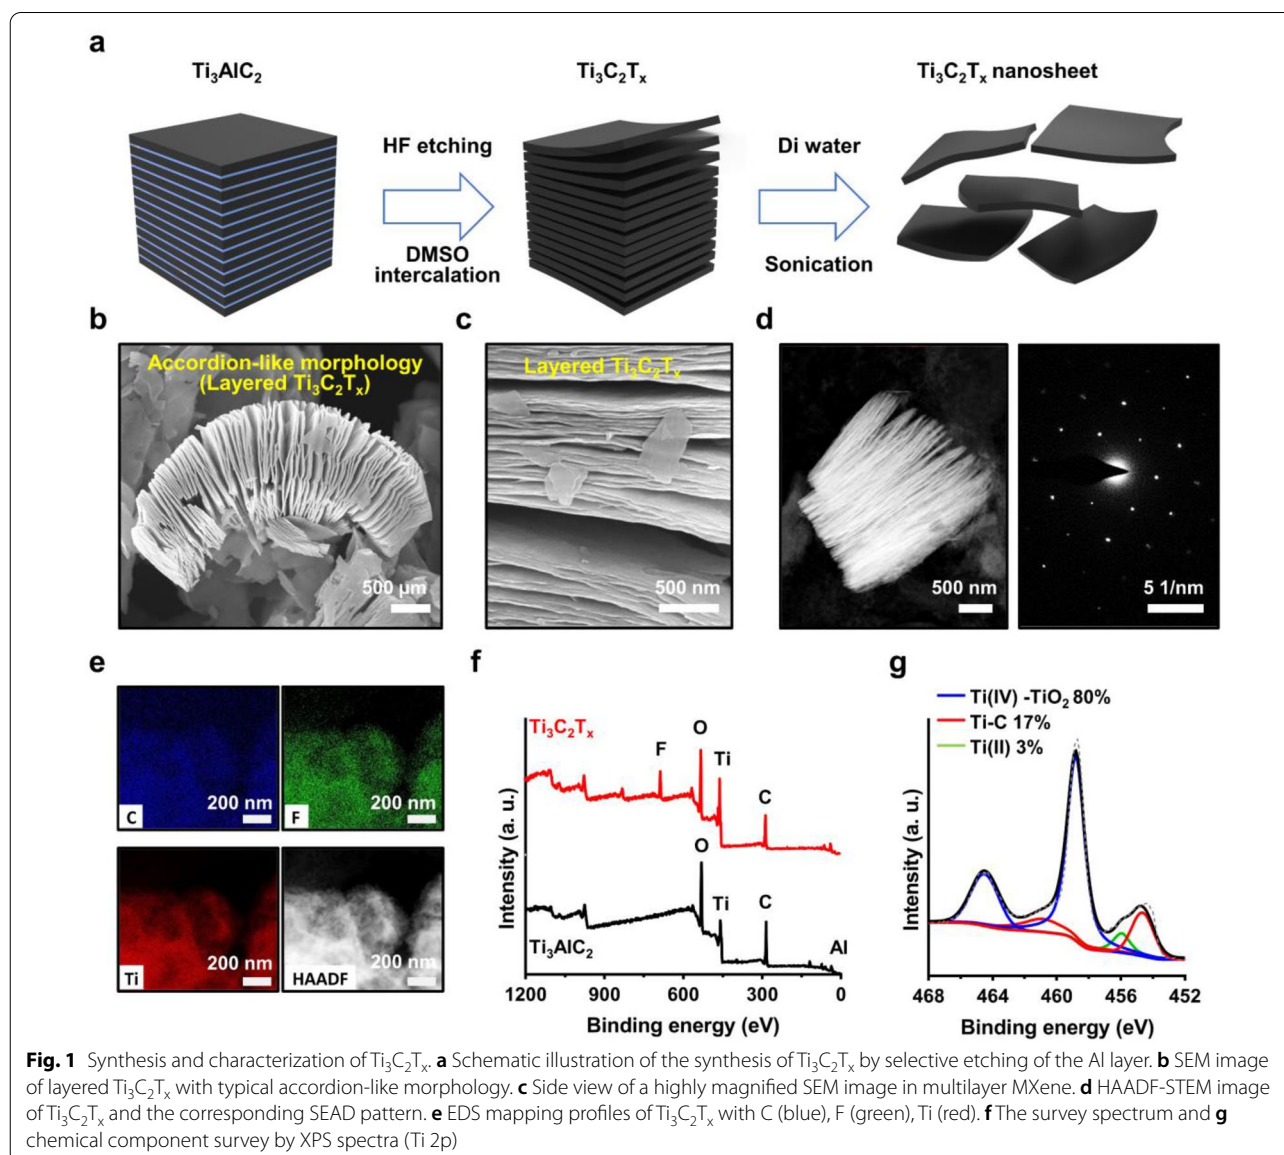 a
Ti₃AlC₂
Ti₃C₂Tₓ
Ti₃C₂Tₓ nanosheet
HF etching
DMSO
intercalation
Di water
Sonication
b
Accordion-like morphology
(Layered Ti₃C₂Tₓ)
500 µm
c
Layered Ti₃C₂Tₓ
500 nm
d
500 nm
5 1/nm
e
C
200 nm
F
200 nm
Ti
200 nm
HAADF
200 nm
f
Ti₃C₂Tₓ
F
O
Ti
C
O
Ti
C
Al
Ti₃AlC₂
Intensity (a. u.)
1200 900 600 300 0
Binding energy (eV)
g
Ti(IV) -TiO₂ 80%
Ti-C 17%
Ti(II) 3%
Intensity (a. u.)
468 464 460 456 452
Binding energy (eV)
Fig. 1 Synthesis and characterization of Ti₃C₂Tₓ. a Schematic illustration of the synthesis of Ti₃C₂Tₓ by selective etching of the Al layer. b SEM image
of layered Ti₃C₂Tₓ with typical accordion-like morphology. c Side view of a highly magnified SEM image in multilayer MXene. d HAADF-STEM image
of Ti₃C₂Tₓ and the corresponding SEAD pattern. e EDS mapping profiles of Ti₃C₂Tₓ with C (blue), F (green), Ti (red). f The survey spectrum and g
chemical component survey by XPS spectra (Ti 2p)